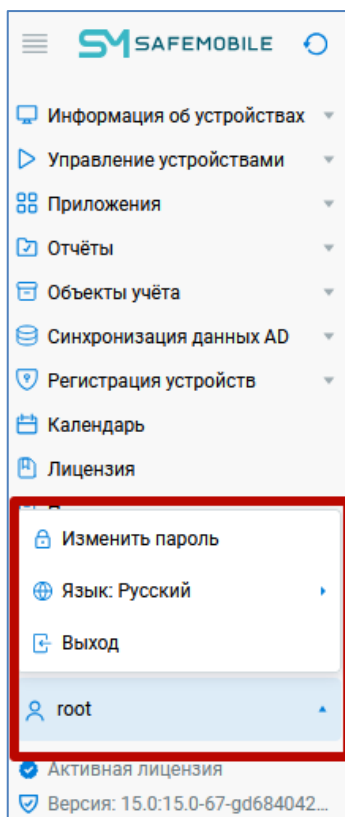 SM SAFEMOBILE
Информация об устройствах
Управление устройствами
Приложения
Отчёты
Объекты учёта
Синхронизация данных AD
Регистрация устройств
Календарь
Лицензия
Изменить пароль
Язык: Русский
Выход
root
Активная лицензия
Версия: 15.0:15.0-67-gd684042...